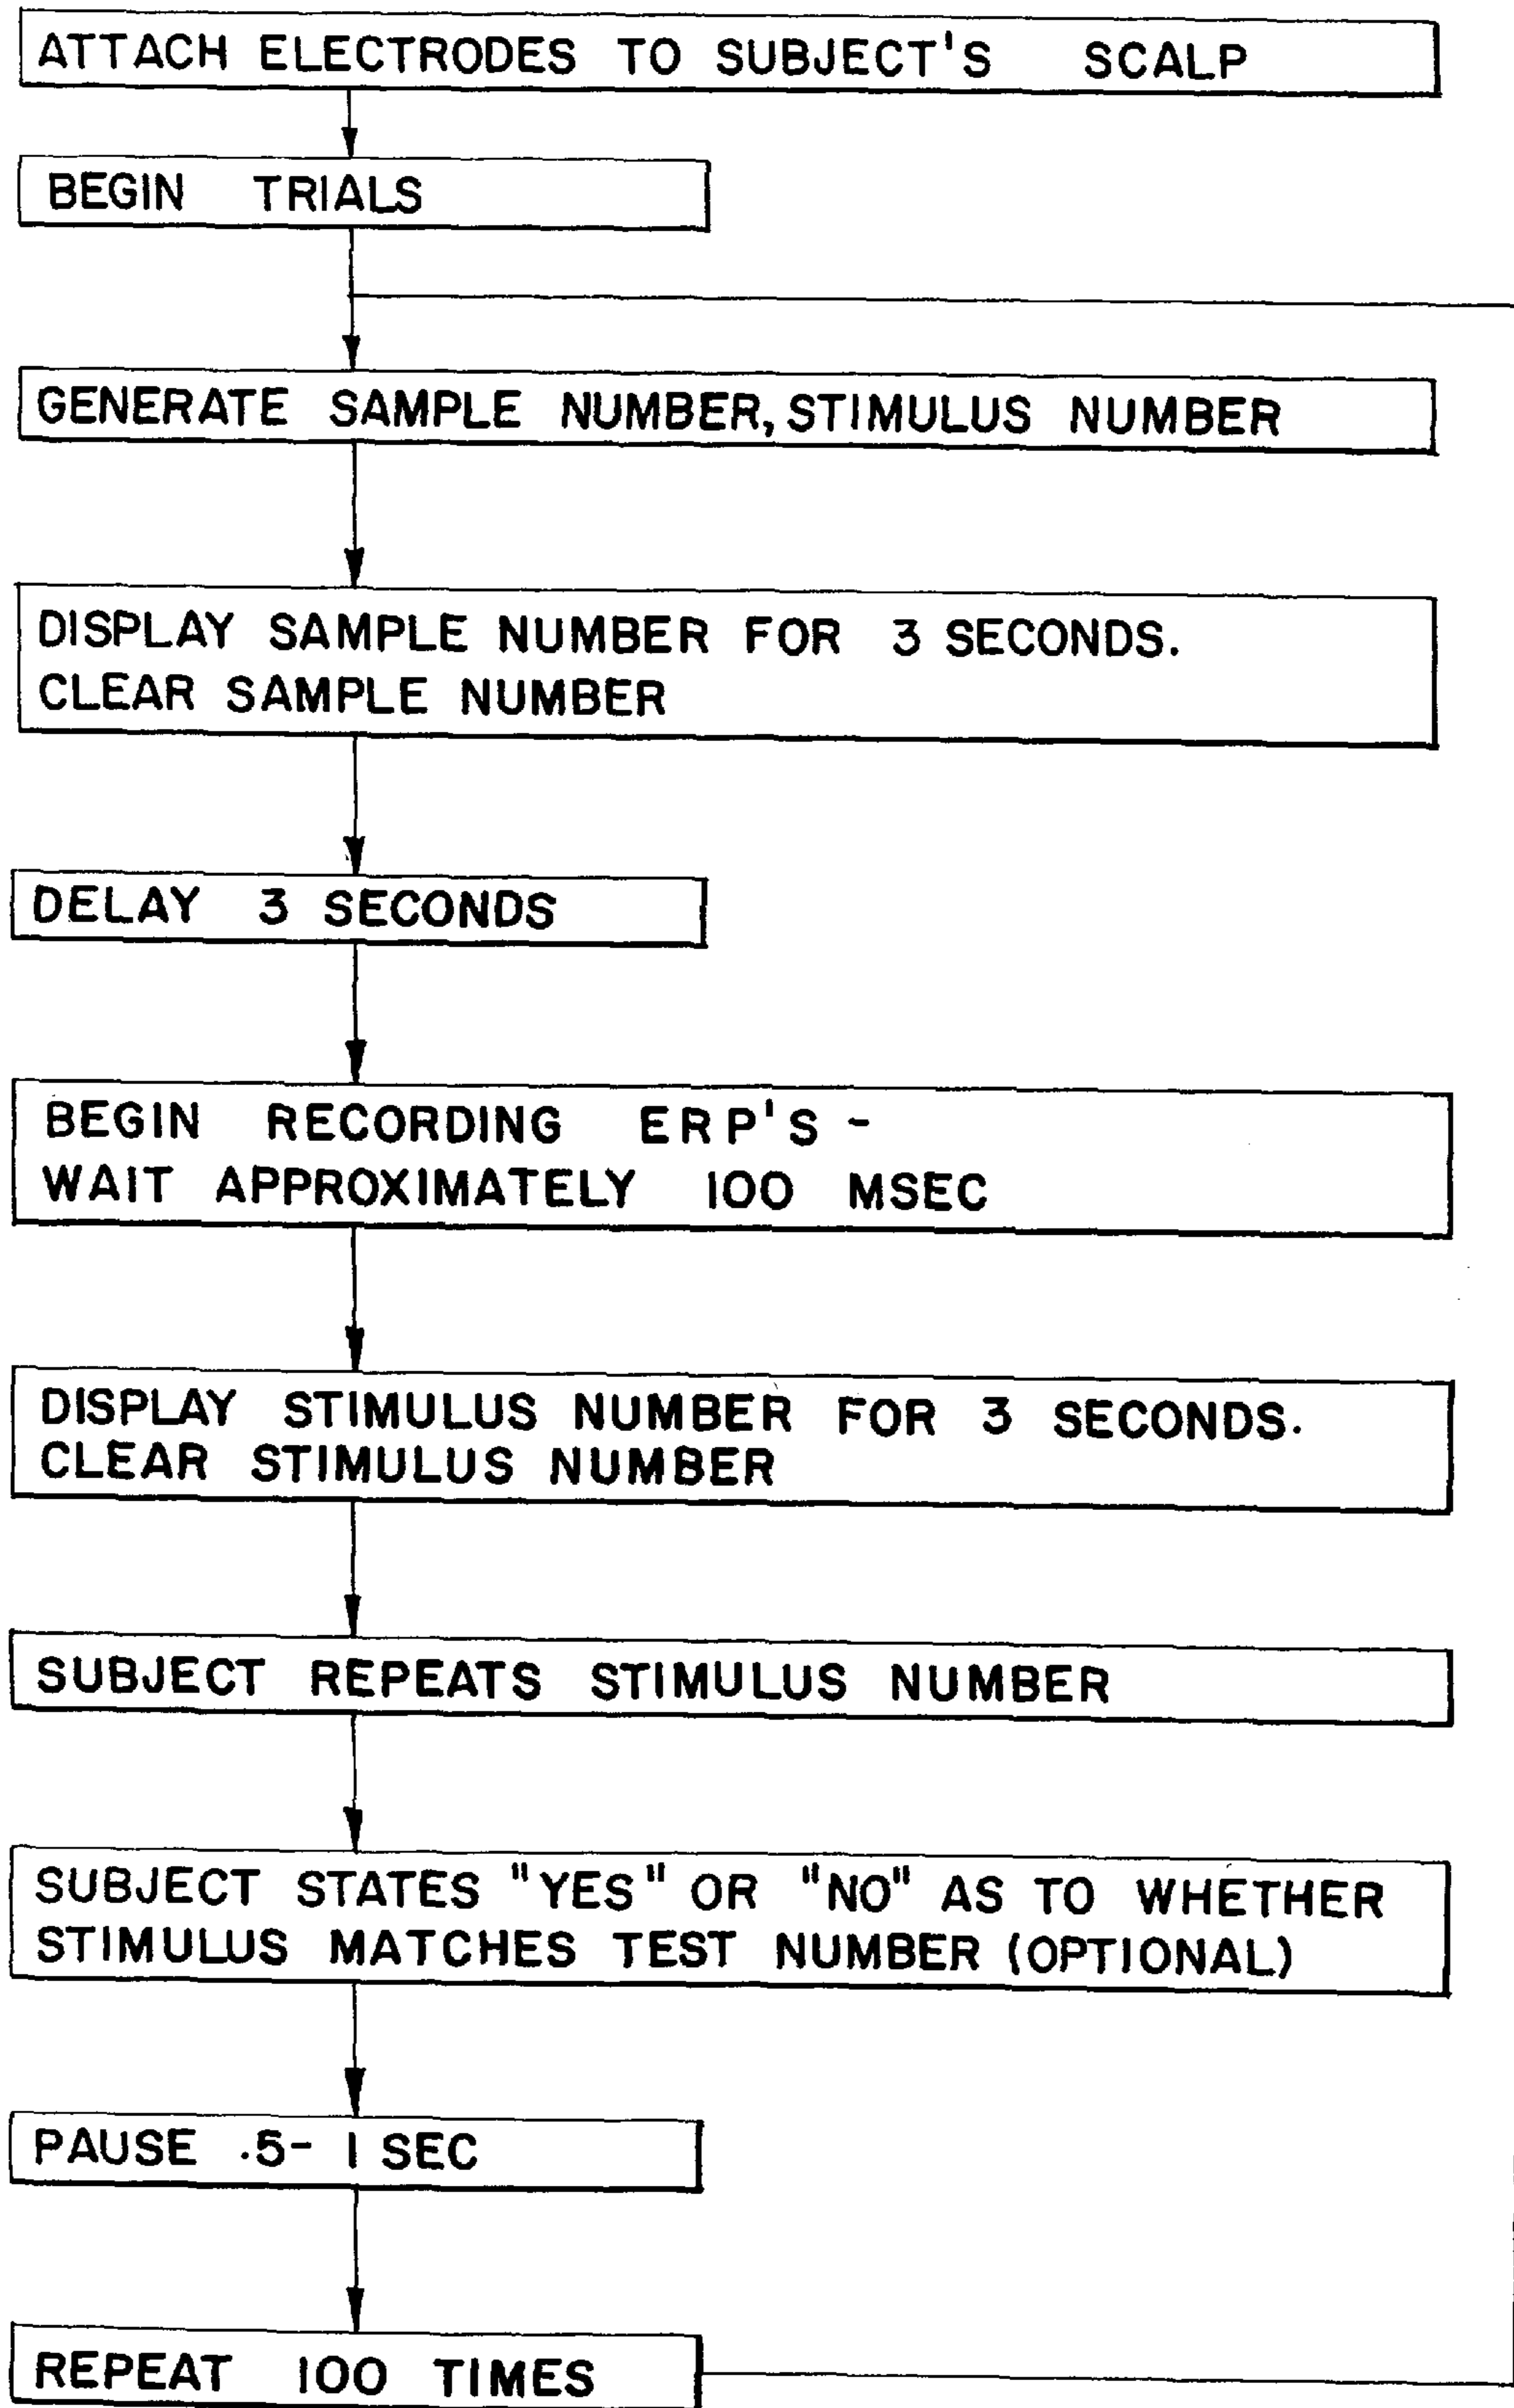 ATTACH ELECTRODES TO SUBJECT'S SCALP
BEGIN TRIALS
GENERATE SAMPLE NUMBER, STIMULUS NUMBER
DISPLAY SAMPLE NUMBER FOR 3 SECONDS.
CLEAR SAMPLE NUMBER
DELAY 3 SECONDS
BEGIN RECORDING ERP'S -
WAIT APPROXIMATELY 100 MSEC
DISPLAY STIMULUS NUMBER FOR 3 SECONDS.
CLEAR STIMULUS NUMBER
SUBJECT REPEATS STIMULUS NUMBER
SUBJECT STATES "YES" OR "NO" AS TO WHETHER
STIMULUS MATCHES TEST NUMBER (OPTIONAL)
PAUSE .5- 1 SEC
REPEAT 100 TIMES